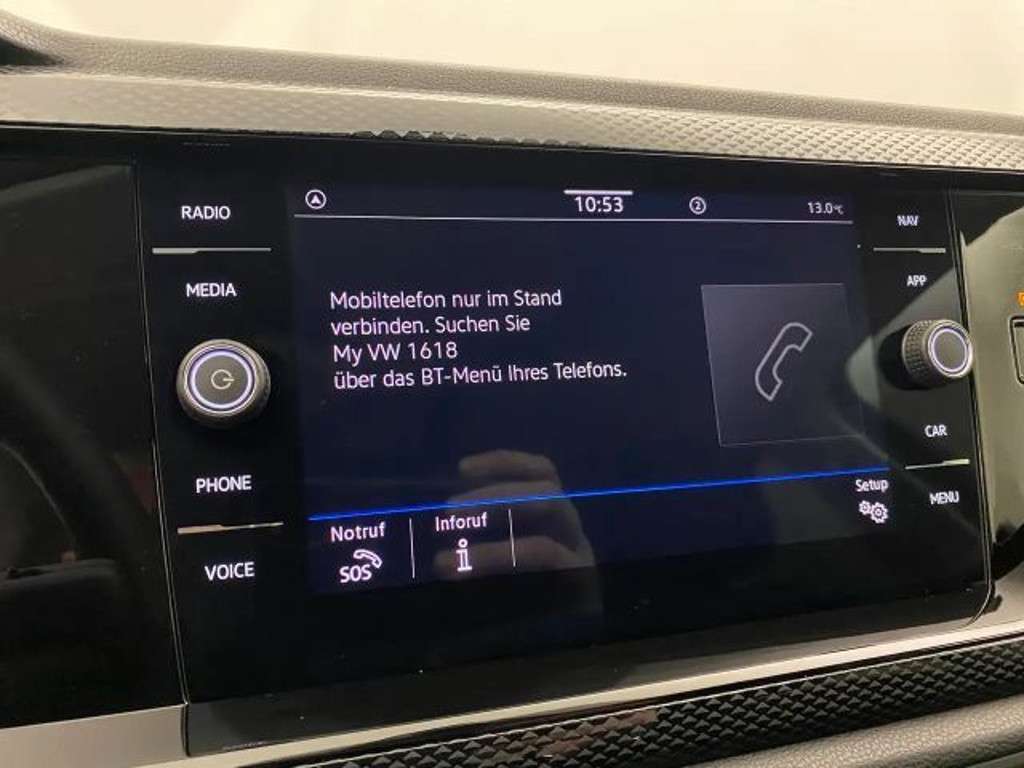 RADIO
MEDIA
PHONE
VOICE
10:53
2
13.0°C
Mobiltelefon nur im Stand
verbinden. Suchen Sie
My VW 1618
über das BT-Menü Ihres Telefons.
Notruf
SOS
Inforuf
i
Setup
NAV
APP
CAR
MENU